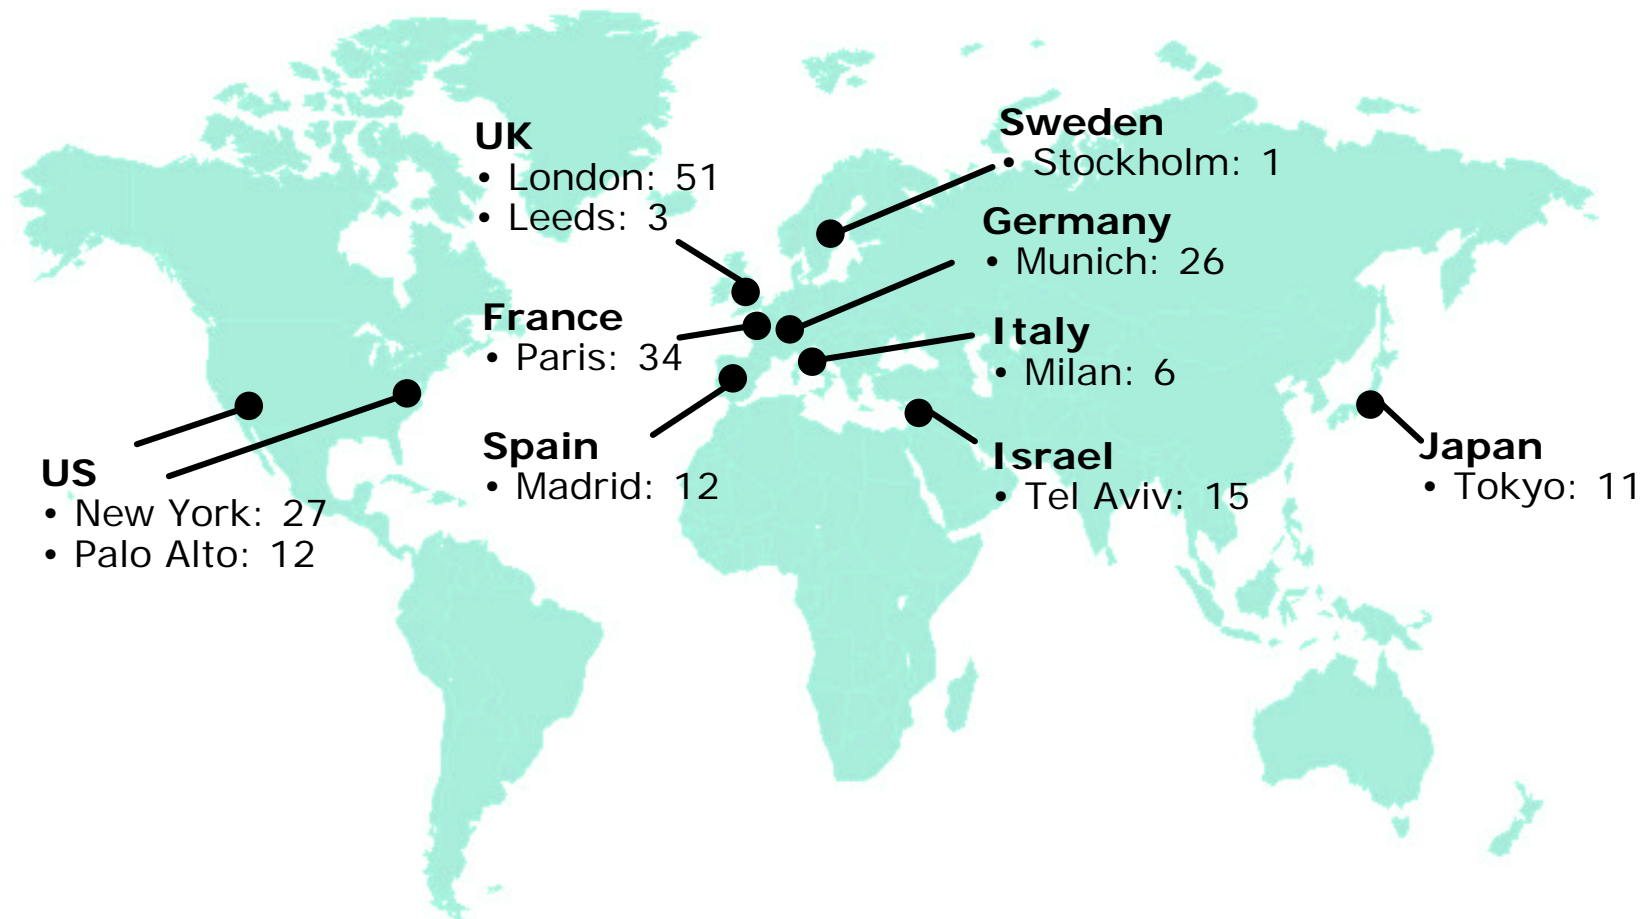 UK
• London: 51
• Leeds: 3
Sweden
• Stockholm: 1
Germany
• Munich: 26
France
• Paris: 34
Italy
• Milan: 6
Spain
• Madrid: 12
Israel
• Tel Aviv: 15
Japan
• Tokyo: 11
US
• New York: 27
• Palo Alto: 12